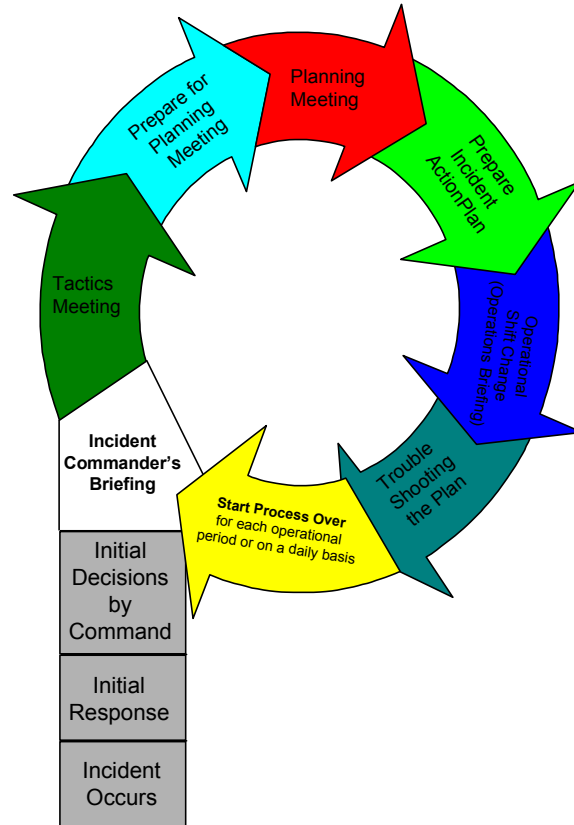 Incident
Occurs
Initial
Response
Initial
Decisions
by
Command
Incident
Commander's
Briefing
Tactics
Meeting
Prepare for
Planning
Meeting
Planning
Meeting
Prepare
Incident
ActionPlan
Operational
Shift Change
(Operations Briefing)
Trouble
Shooting
the Plan
Start Process Over
for each operational
period or on a daily basis